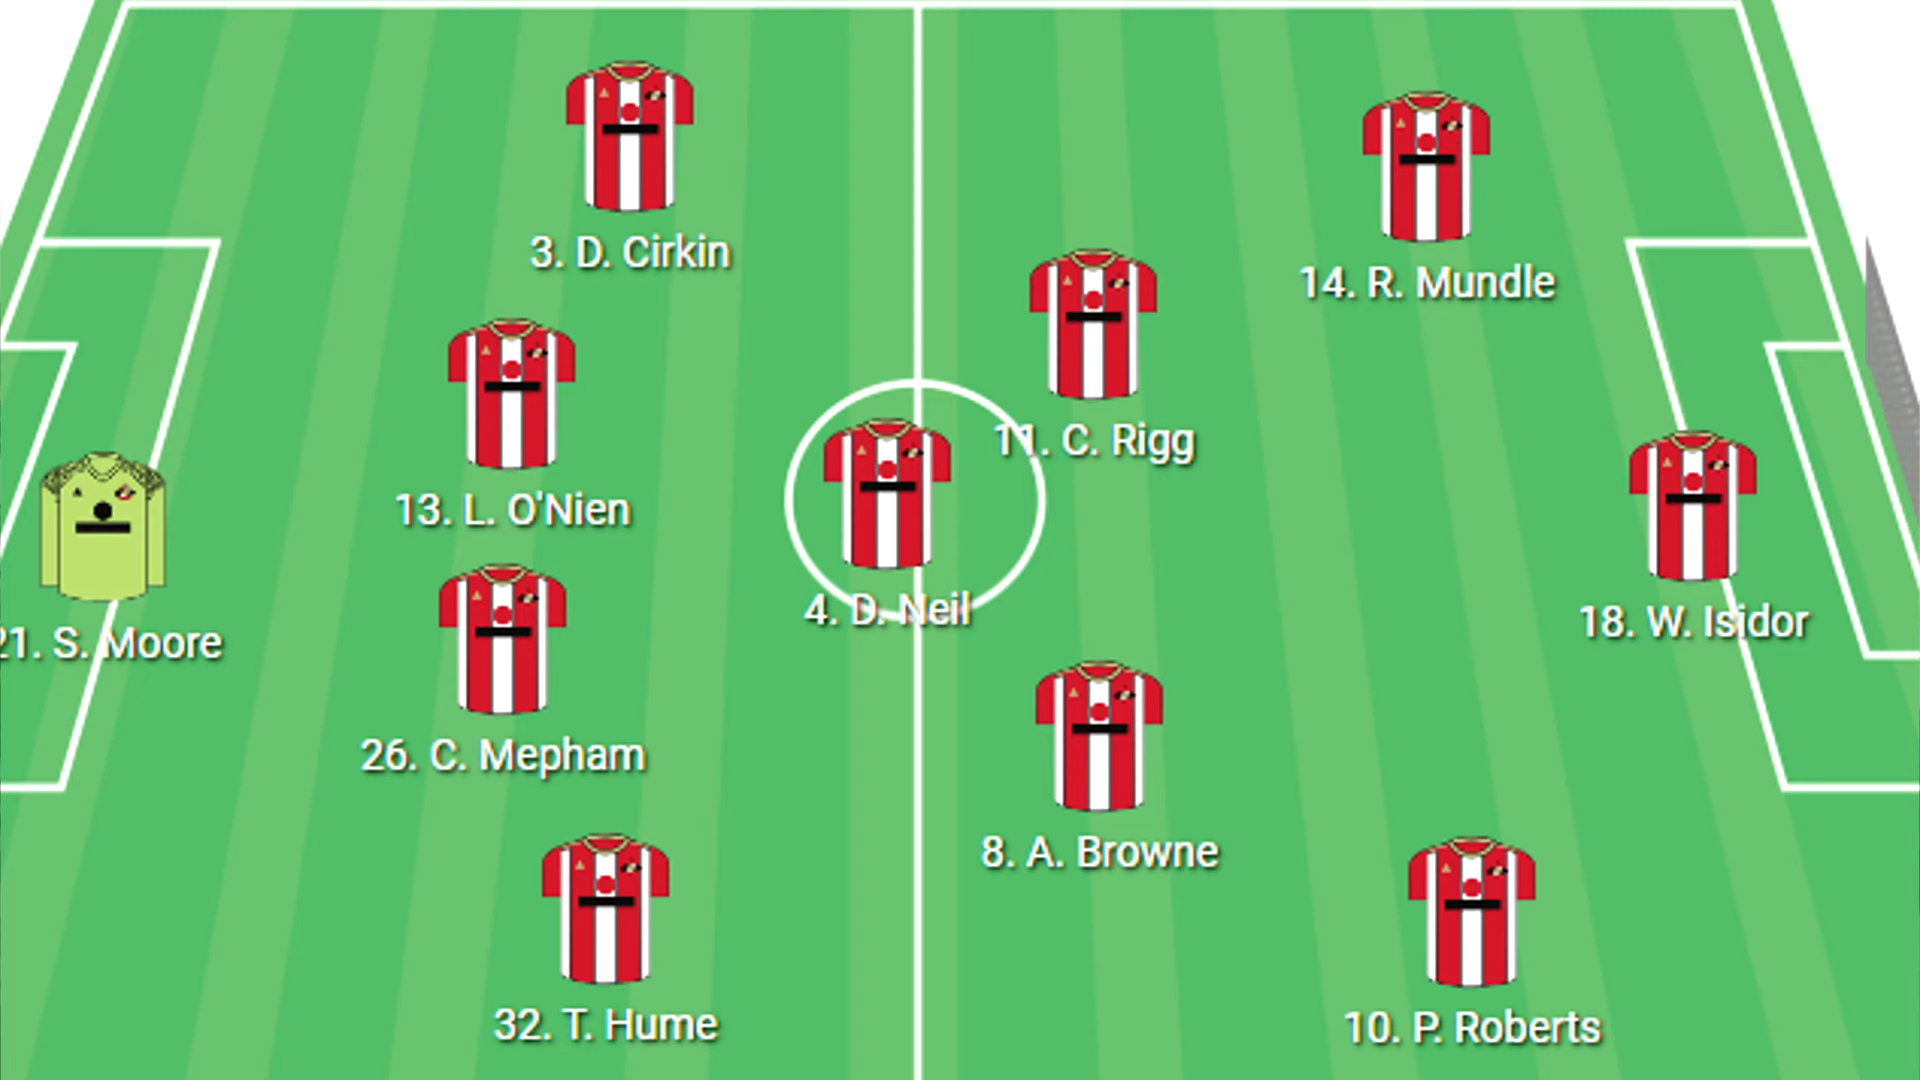 3. D. Cirkin
14. R. Mundle
11. C. Rigg
13. L. O'Nien
4. D. Neil
18. W. Isidor
21. S. Moore
26. C. Mepham
8. A. Browne
32. T. Hume
10. P. Roberts